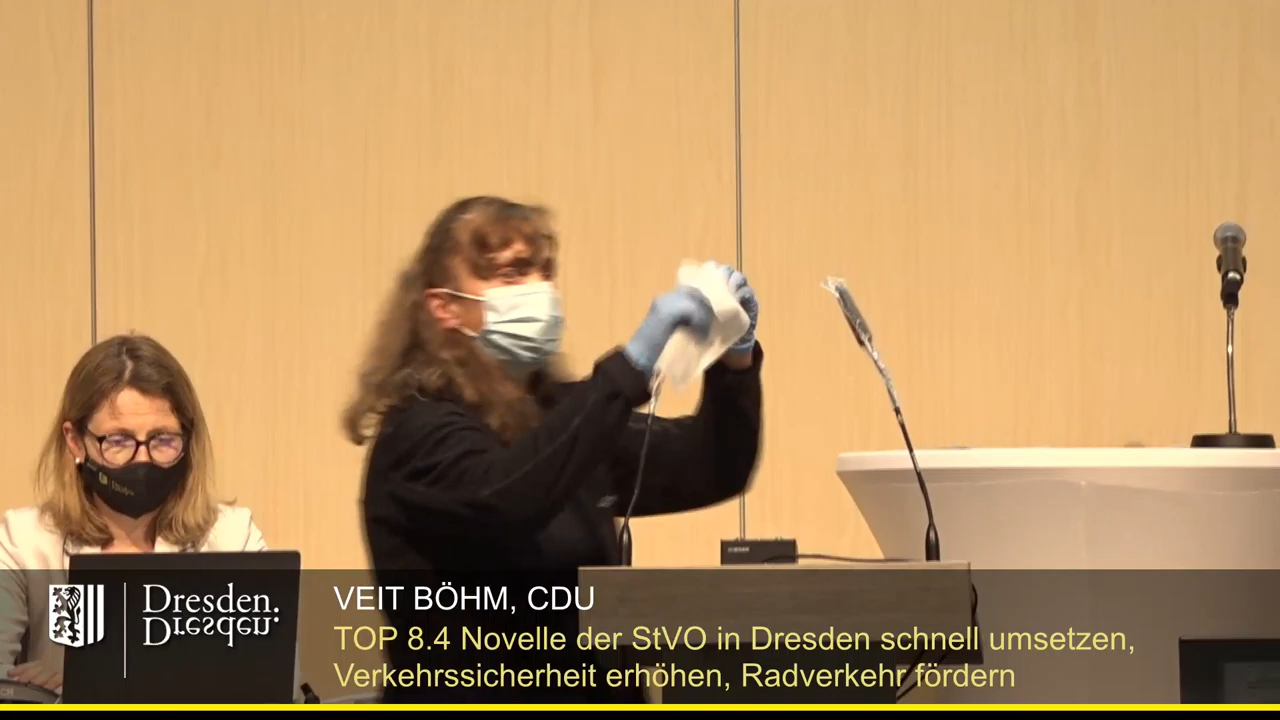 VEIT BÖHM, CDU
Dresden.
Dresden.
TOP 8.4 Novelle der StVO in Dresden schnell umsetzen,
Verkehrssicherheit erhöhen, Radverkehr fördern